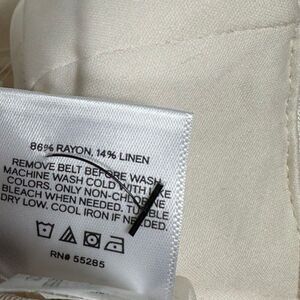 86% RAYON, 14% LINEN
REMOVE BELT BEFORE WASH
MACHINE WASH COLD WITH LIKE
COLORS. ONLY NON-CHLORINE
BLEACH WHEN NEEDED. TUMBLE
DRY LOW. COOL IRON IF NEEDED.
RN# 55285